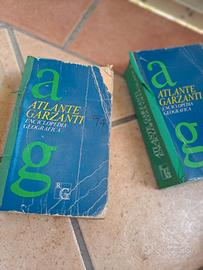 a
ATLANTE
GARZANTI
ENCICLOPEDIA
GEOGRAFICA
g
a
ATLANTE
GARZANTI
ENCICLOPEDIA
GEOGRAFICA
g